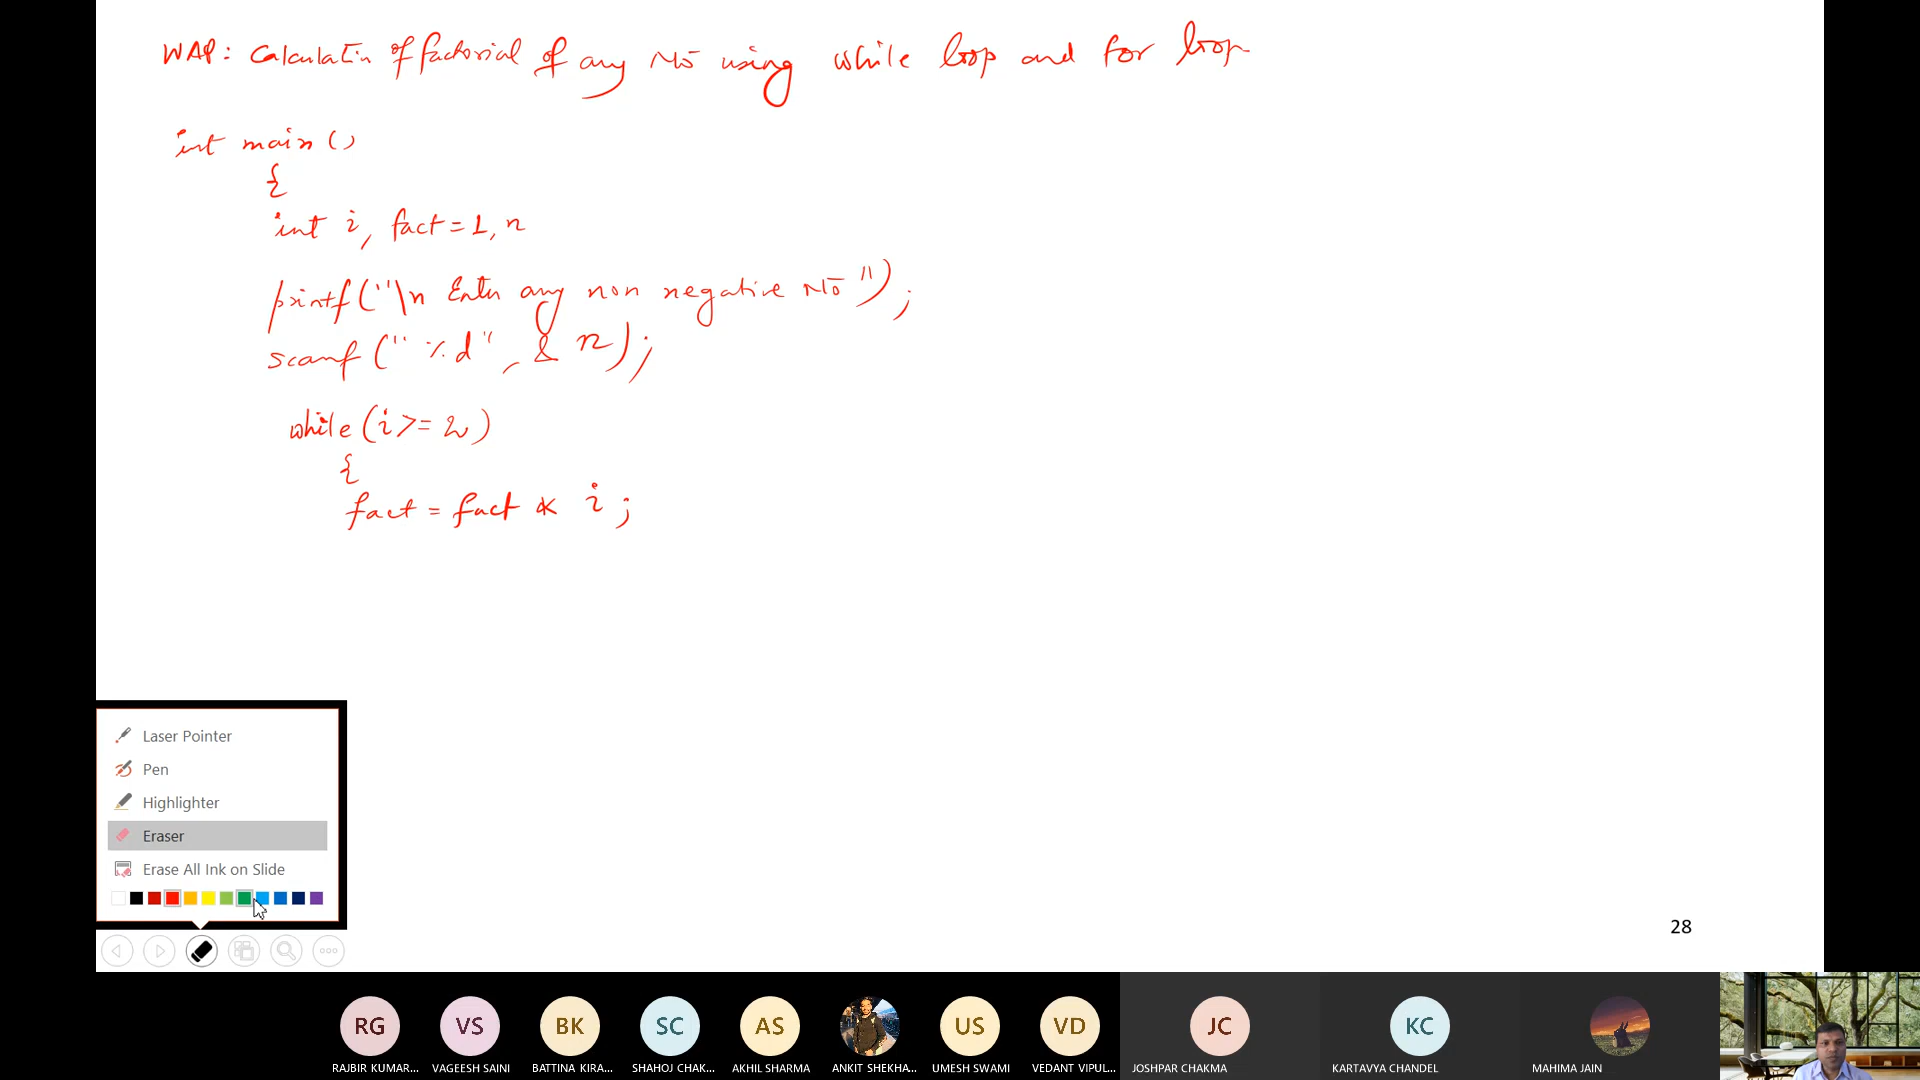 WAP: Calculatin of factorial of any No using while loop and for loop
int main ()
{
int i, fact = 1, n
printf("\n Enter any non negative No");
scanf ("%d", & n);
while (i >= 2)
{
fact = fact * i ;
Laser Pointer
Pen
Highlighter
Eraser
Erase All Ink on Slide
28
RG VS BK SC AS US VD JC KC
RAJBIR KUMAR... VAGEESH SAINI BATTINA KIRA... SHAHOJ CHAK... AKHIL SHARMA ANKIT SHEKHA... UMESH SWAMI VEDANT VIPUL... JOSHPAR CHAKMA KARTAVYA CHANDEL MAHIMA JAIN